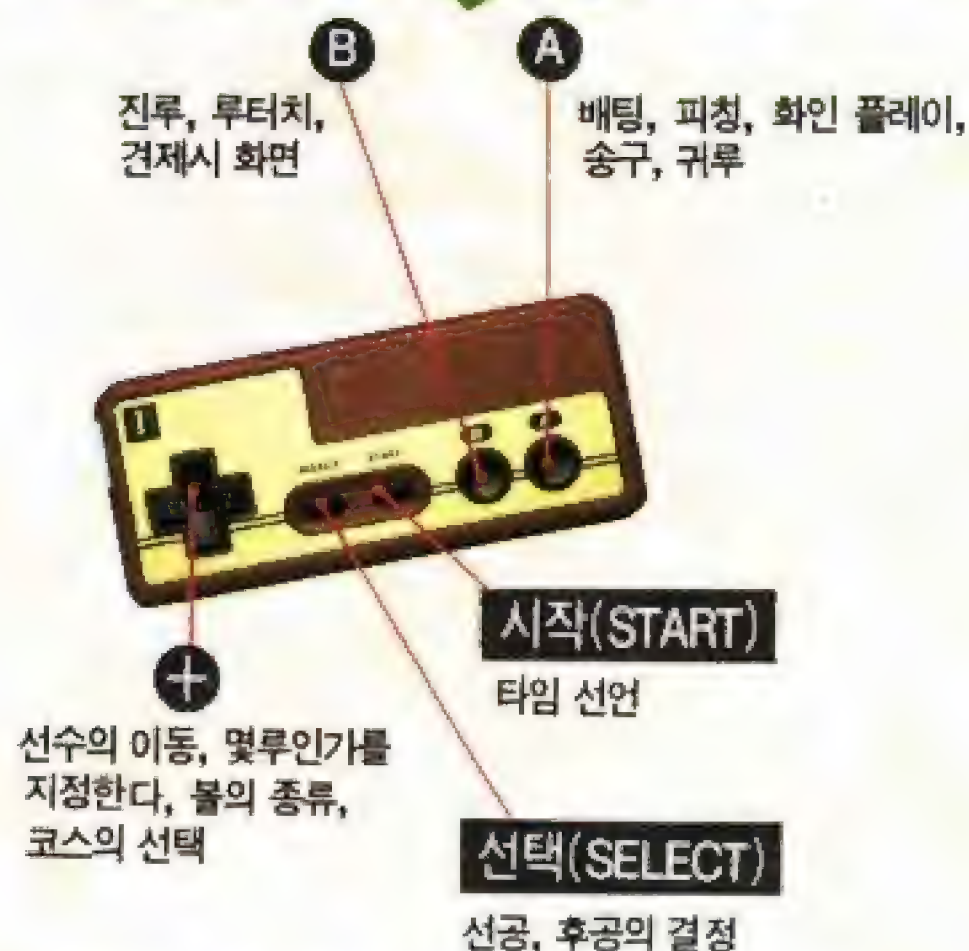 B
A
진루, 루터치,
견제시 화면
배팅, 피칭, 화인 플레이,
송구, 귀루
시작(START)
타임 선언
+
선수의 이동, 몇루인가를
지정한다, 볼의 종류,
코스의 선택
선택(SELECT)
선공, 후공의 결정